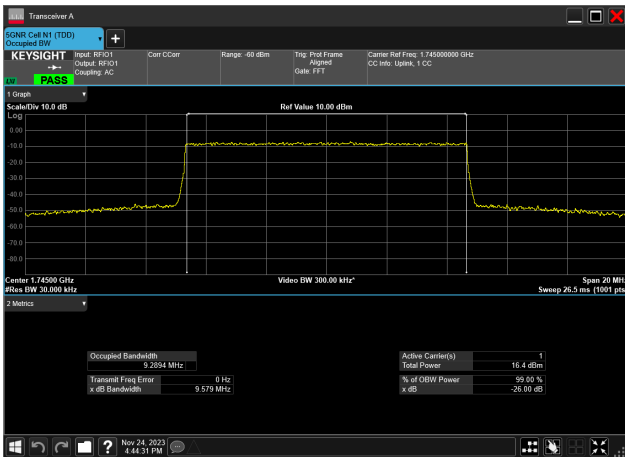 Transceiver A
5GNR Cell N1 (TDD)
Occupied BW
KEYSIGHT
PASS
Input: RFIO1
Output: RFIO1
Coupling: AC
Corr CCorr
Range: -60 dBm
Trig: Prot Frame
Aligned
Gate: FFT
Carrier Ref Freq: 1.745000000 GHz
CC Info: Uplink, 1 CC
1 Graph
Scale/Div 10.0 dB
Ref Value 10.00 dBm
Log
0.00
-10.0
-20.0
-30.0
-40.0
-50.0
-60.0
-70.0
-80.0
Center 1.74500 GHz
Video BW 300.00 kHz*
Span 20 MHz
#Res BW 30.000 kHz
Sweep 26.5 ms (1001 pts)
2 Metrics
Occupied Bandwidth
9.2894 MHz
Transmit Freq Error 0 Hz
x dB Bandwidth 9.579 MHz
Active Carrier(s) 1
Total Power 16.4 dBm
% of OBW Power 99.00 %
x dB -26.00 dB
Nov 24, 2023
4:44:31 PM